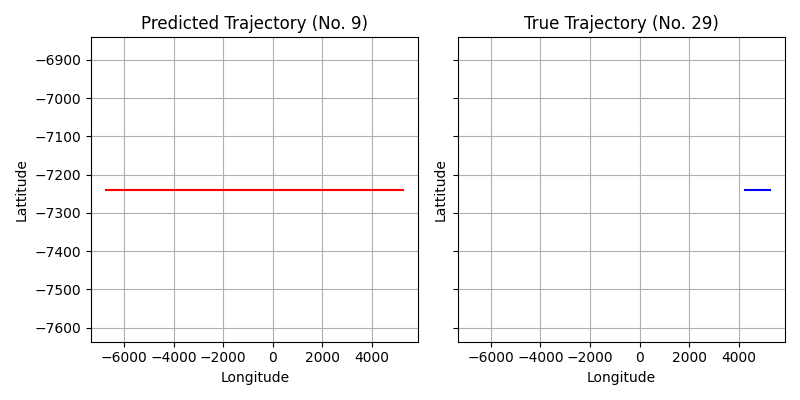 Predicted Trajectory (No. 9)
True Trajectory (No. 29)
−6900
−7000
−7100
−7200
−7300
−7400
−7500
−7600
Lattitude
Lattitude
−6000 −4000 −2000 0 2000 4000
−6000 −4000 −2000 0 2000 4000
Longitude
Longitude